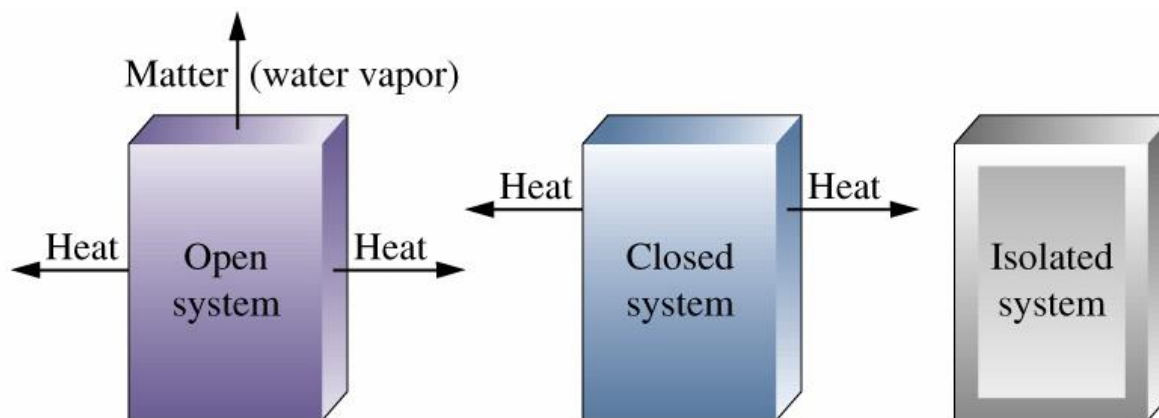 Matter (water vapor)
Heat
Heat
Open
system
Heat
Heat
Closed
system
Isolated
system